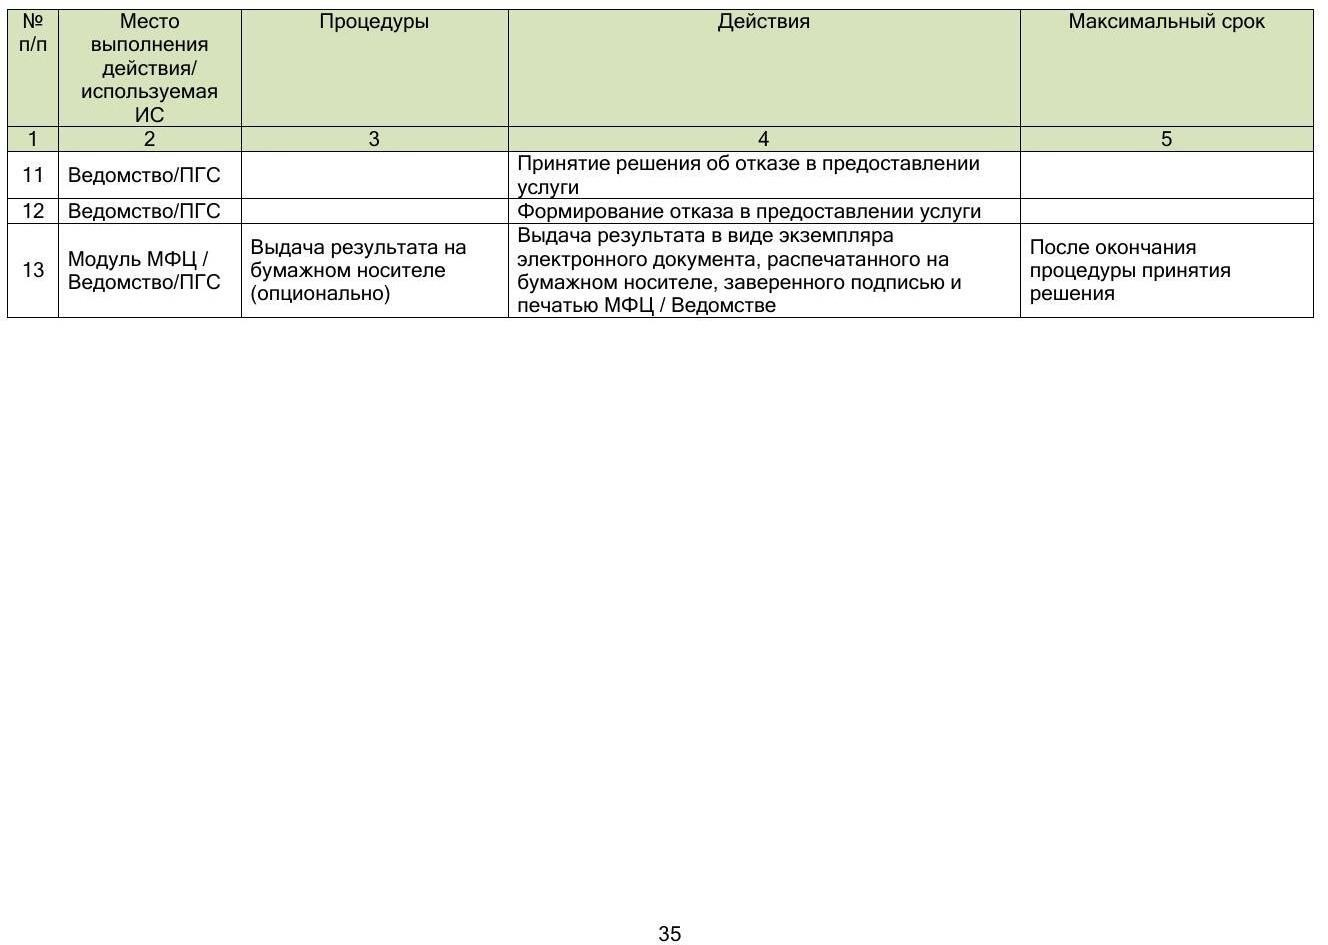 №
п/п
Место
выполнения
действия/
используемая
ИС
Процедуры
Действия
Максимальный срок
1
2
3
4
5
11
Ведомство/ПГС
Принятие решения об отказе в предоставлении
услуги
12
Ведомство/ПГС
Формирование отказа в предоставлении услуги
13
Модуль МФЦ /
Ведомство/ПГС
Выдача результата на
бумажном носителе
(опционально)
Выдача результата в виде экземпляра
электронного документа, распечатанного на
бумажном носителе, заверенного подписью и
печатью МФЦ / Ведомстве
После окончания
процедуры принятия
решения
35